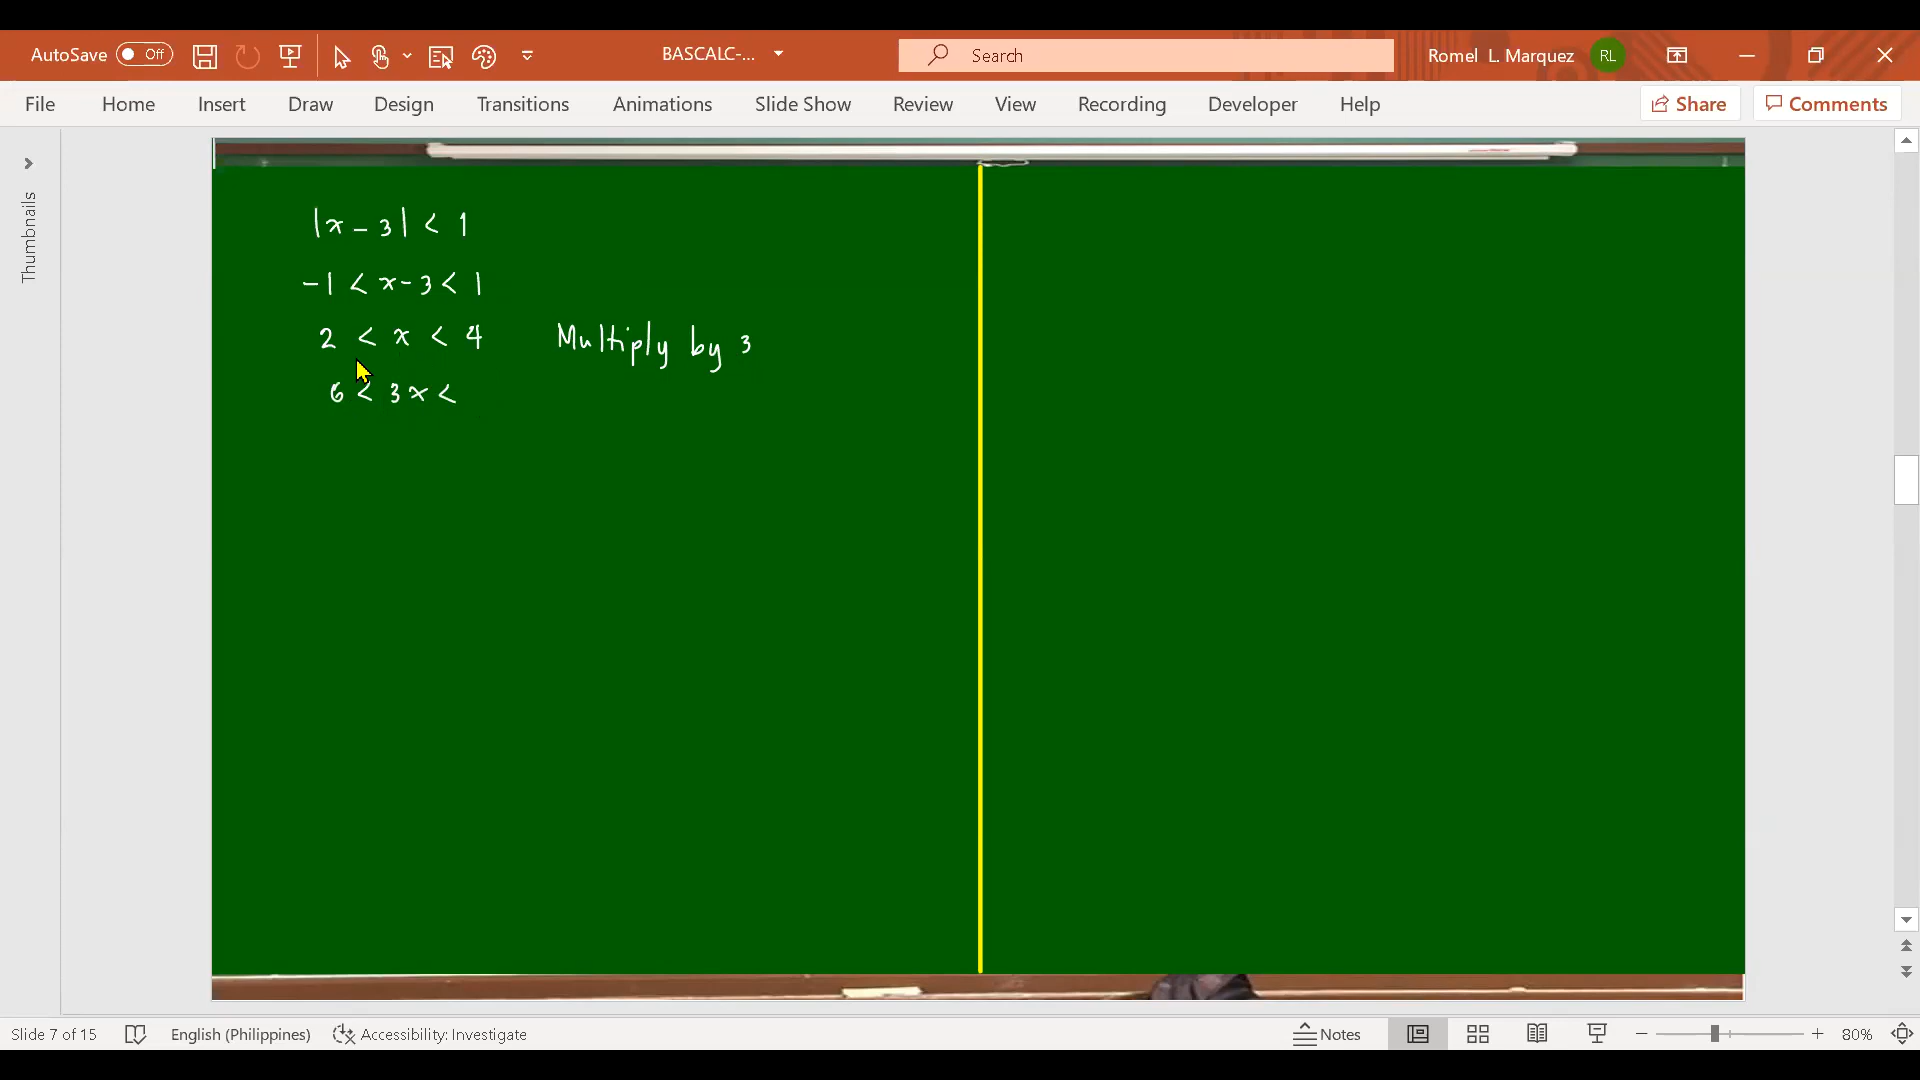 AutoSave Off BASCALC-... Search Romel L. Marquez RL
File Home Insert Draw Design Transitions Animations Slide Show Review View Recording Developer Help Share Comments
Thumbnails
|x - 3| < 1
-1 < x - 3 < 1
2 < x < 4 Multiply by 3
6 < 3x <
Slide 7 of 15 English (Philippines) Accessibility: Investigate Notes 80%